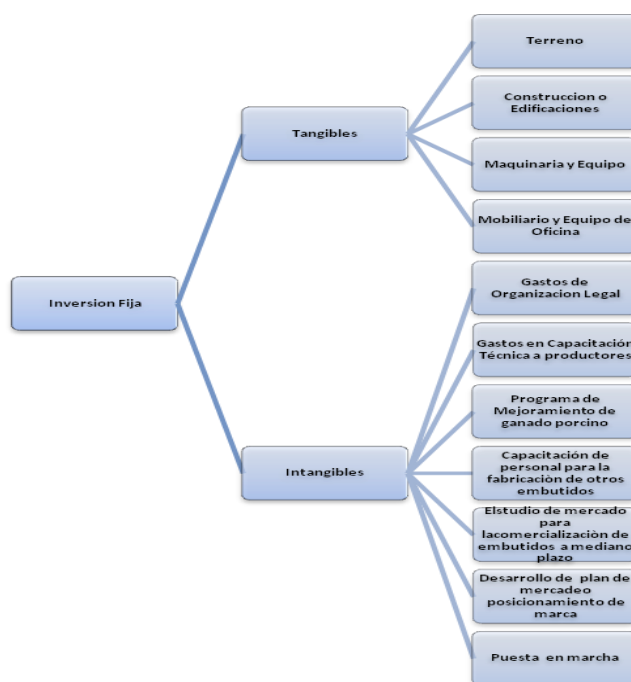 Terreno
Construccion o
Edificaciones
Tangibles
Maquinaria y Equipo
Mobiliario y Equipo de
Oficina
Inversion Fija
Gastos de
Organizacion Legal
Gastos en Capacitación
Técnica a productores
Programa de
Mejoramiento de
ganado porcino
Intangibles
Capacitación de
personal para la
fabricaciòn de otros
embutidos
Elstudio de mercado
para
lacomercializaciòn de
embutidos a mediano
plazo
Desarrollo de plan de
mercadeo
posicionamiento de
marca
Puesta en marcha